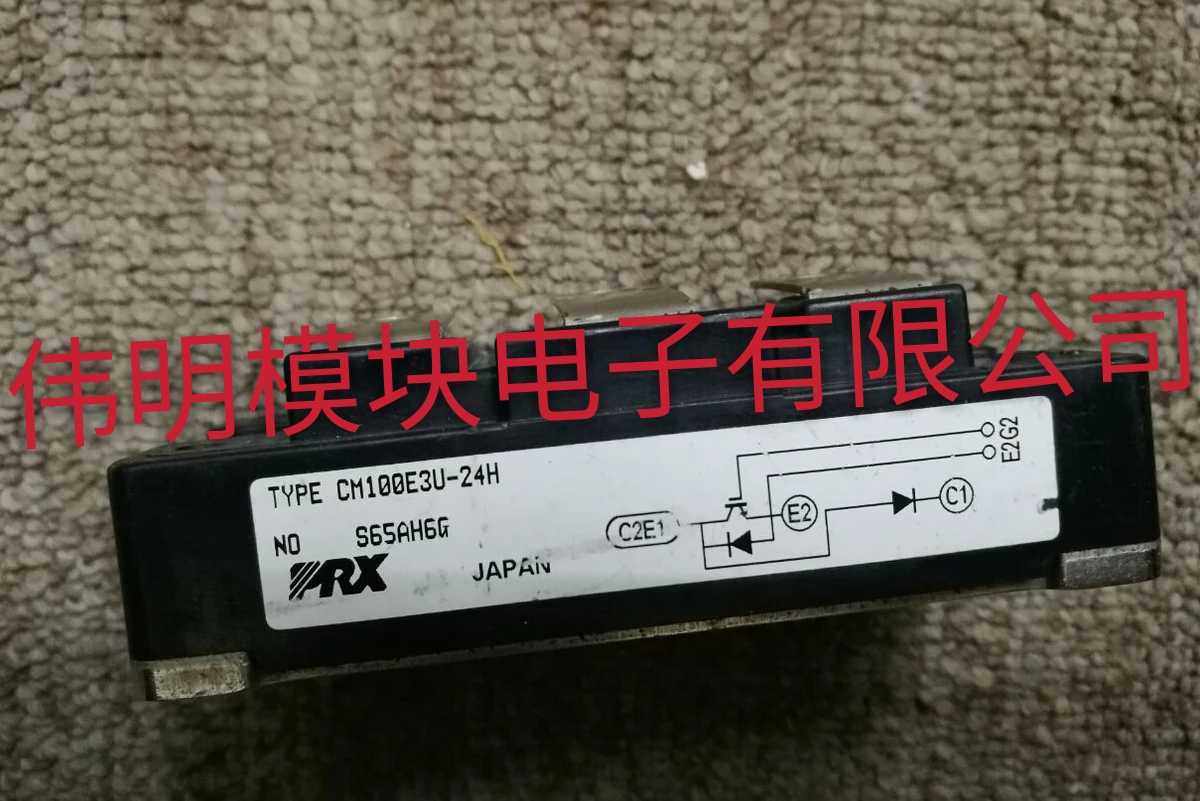 伟明模块电子有限公司
TYPE CM100E3U-24H
NO S65AH6G
PRX
JAPAN
C2E1
E2
C1
E2G2